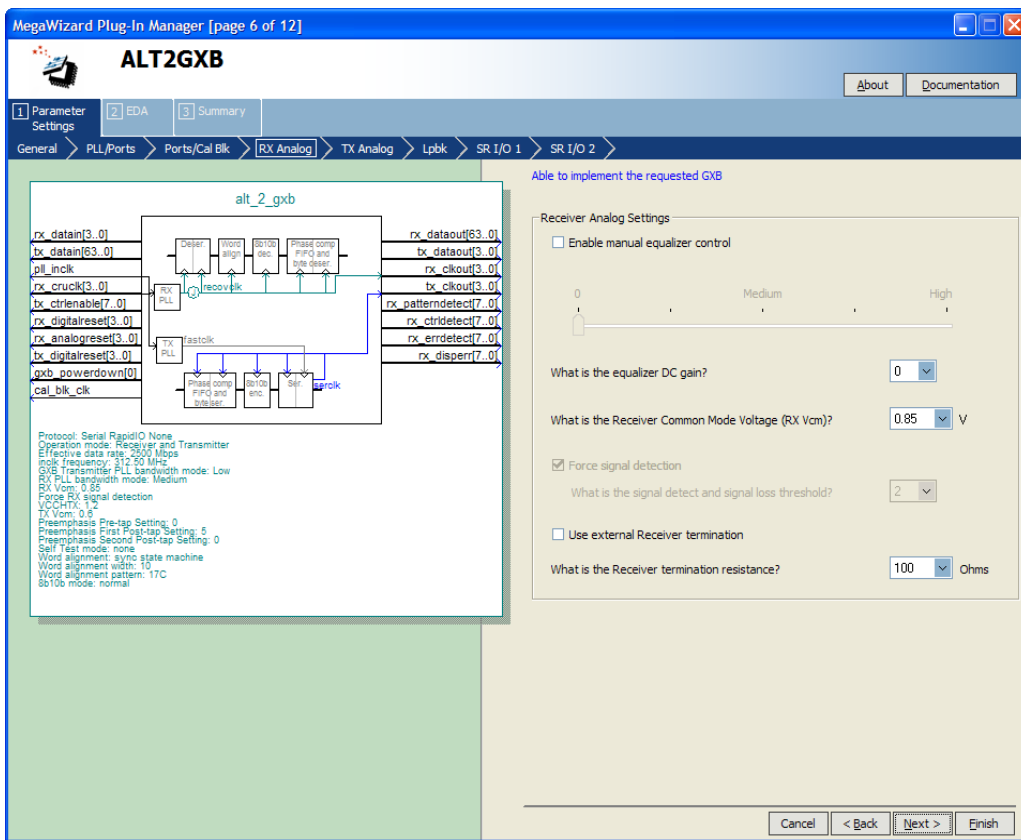 MegaWizard Plug-In Manager [page 6 of 12]
ALT2GXB
About
Documentation
1 Parameter Settings
2 EDA
3 Summary
General
PLL/Ports
Ports/Cal Blk
RX Analog
TX Analog
Lpbk
SR I/O 1
SR I/O 2
alt_2_gxb
rx_datain[3..0]
tx_datain[63..0]
pll_inclk
rx_cruclk[3..0]
tx_ctrlenable[7..0]
rx_digitalreset[3..0]
rx_analogreset[3..0]
tx_digitalreset[3..0]
gxb_powerdown[0]
cal_blk_clk
Deser.
Word align
8b10b dec.
Phase comp FIFO and byte deser.
RX PLL
recovclk
TX PLL
fastclk
Phase comp FIFO and byte ser.
8b10b enc.
Ser.
serclk
rx_dataout[63..0]
tx_dataout[3..0]
rx_clkout[3..0]
tx_clkout[3..0]
rx_patterndetect[7..0]
rx_ctrldetect[7..0]
rx_errdetect[7..0]
rx_disperr[7..0]
Protocol: Serial RapidIO None
Operation mode: Receiver and Transmitter
Effective data rate: 2500 Mbps
inclk frequency: 312.50 MHz
GXB Transmitter PLL bandwidth mode: Low
RX PLL bandwidth mode: Medium
RX Vcm: 0.85
Force RX signal detection
VCCHTX: 1.2
TX Vcm: 0.6
Preemphasis Pre-tap Setting: 0
Preemphasis First Post-tap Setting: 5
Preemphasis Second Post-tap Setting: 0
Self Test mode: none
Word alignment: sync state machine
Word alignment width: 10
Word alignment pattern: 17C
8b10b mode: normal
Able to implement the requested GXB
Receiver Analog Settings
Enable manual equalizer control
0 Medium High
What is the equalizer DC gain? 0
What is the Receiver Common Mode Voltage (RX Vcm)? 0.85 V
Force signal detection
What is the signal detect and signal loss threshold? 2
Use external Receiver termination
What is the Receiver termination resistance? 100 Ohms
Cancel
< Back
Next >
Finish